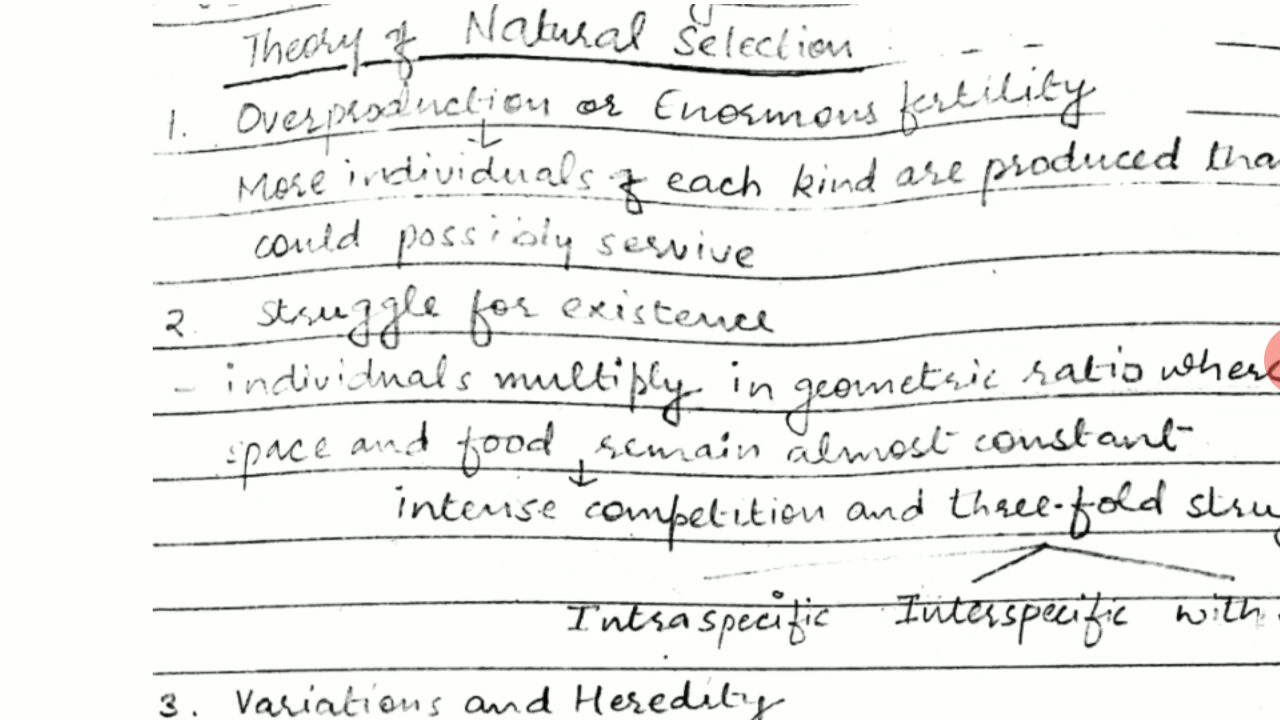 Theory of Natural Selection
1. Overproduction or Enormous fertility
↓
More individuals of each kind are produced tha
could possibly servive
2. struggle for existence
- individuals multiply in geometric ratio where
space and food remain almost constant
↓
intense competition and three-fold stru
Intraspecific Interspecific with
3. Variations and Heredity